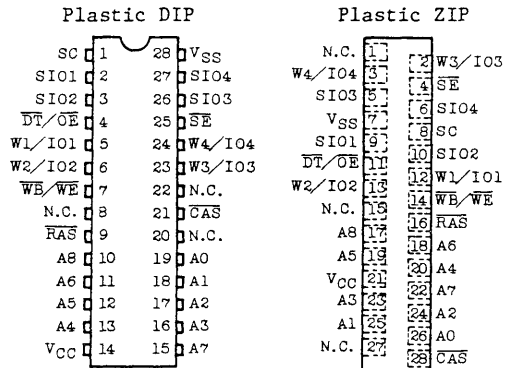 Plastic DIP
SC 1 28 VSS
SIO1 2 27 SIO4
SIO2 3 26 SIO3
DT/OE 4 25 SE
W1/IO1 5 24 W4/IO4
W2/IO2 6 23 W3/IO3
WB/WE 7 22 N.C.
N.C. 8 21 CAS
RAS 9 20 N.C.
A8 10 19 A0
A6 11 18 A1
A5 12 17 A2
A4 13 16 A3
VCC 14 15 A7
Plastic ZIP
N.C. 1
2 W3/IO3
W4/IO4 3
4 SE
SIO3 5
6 SIO4
VSS 7
8 SC
SIO1 9
10 SIO2
DT/OE 11
12 W1/IO1
W2/IO2 13
14 WB/WE
N.C. 15
16 RAS
A8 17
18 A6
A5 19
20 A4
VCC 21
22 A7
A3 23
24 A2
A1 25
26 A0
N.C. 27
28 CAS